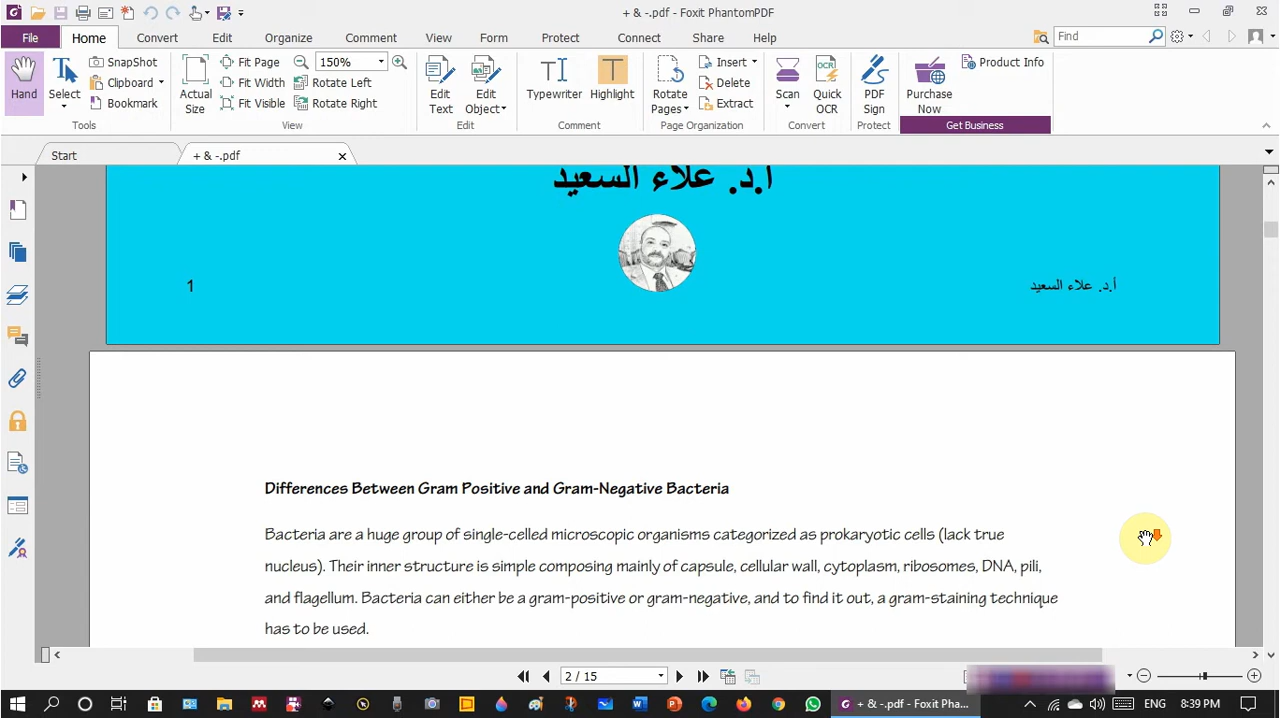 + & -.pdf - Foxit PhantomPDF
File Home Convert Edit Organize Comment View Form Protect Connect Share Help Find
Hand
Select
SnapShot
Clipboard
Bookmark
Tools
Actual
Size
Fit Page
Fit Width
Fit Visible
150%
Rotate Left
Rotate Right
View
Edit
Text
Edit
Object
Edit
Typewriter
Highlight
Comment
Rotate
Pages
Insert
Delete
Extract
Page Organization
Scan
Quick
OCR
Convert
PDF
Sign
Protect
Purchase
Now
Product Info
Get Business
Start
+ & -.pdf
أ.د. علاء السعيد
1
أ.د. علاء السعيد
Differences Between Gram Positive and Gram-Negative Bacteria
Bacteria are a huge group of single-celled microscopic organisms categorized as prokaryotic cells (lack true
nucleus). Their inner structure is simple composing mainly of capsule, cellular wall, cytoplasm, ribosomes, DNA, pili,
and flagellum. Bacteria can either be a gram-positive or gram-negative, and to find it out, a gram-staining technique
has to be used.
2 / 15
+ & -.pdf - Foxit Pha...
ENG
8:39 PM